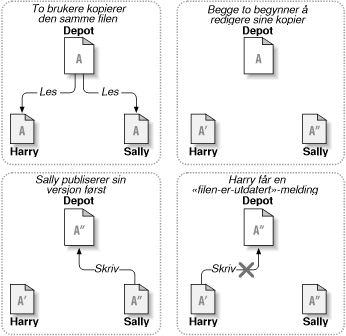 To brukere kopierer
den samme filen
Depot
A
Les
Les
A
A
Harry
Sally
Begge to begynner å
redigere sine kopier
Depot
A
A'
A"
Harry
Sally
Sally publiserer sin
versjon først
Depot
A"
Skriv
A'
A"
Harry
Sally
Harry får en
«filen-er-utdatert»-melding
Depot
A"
Skriv
A'
A"
Harry
Sally